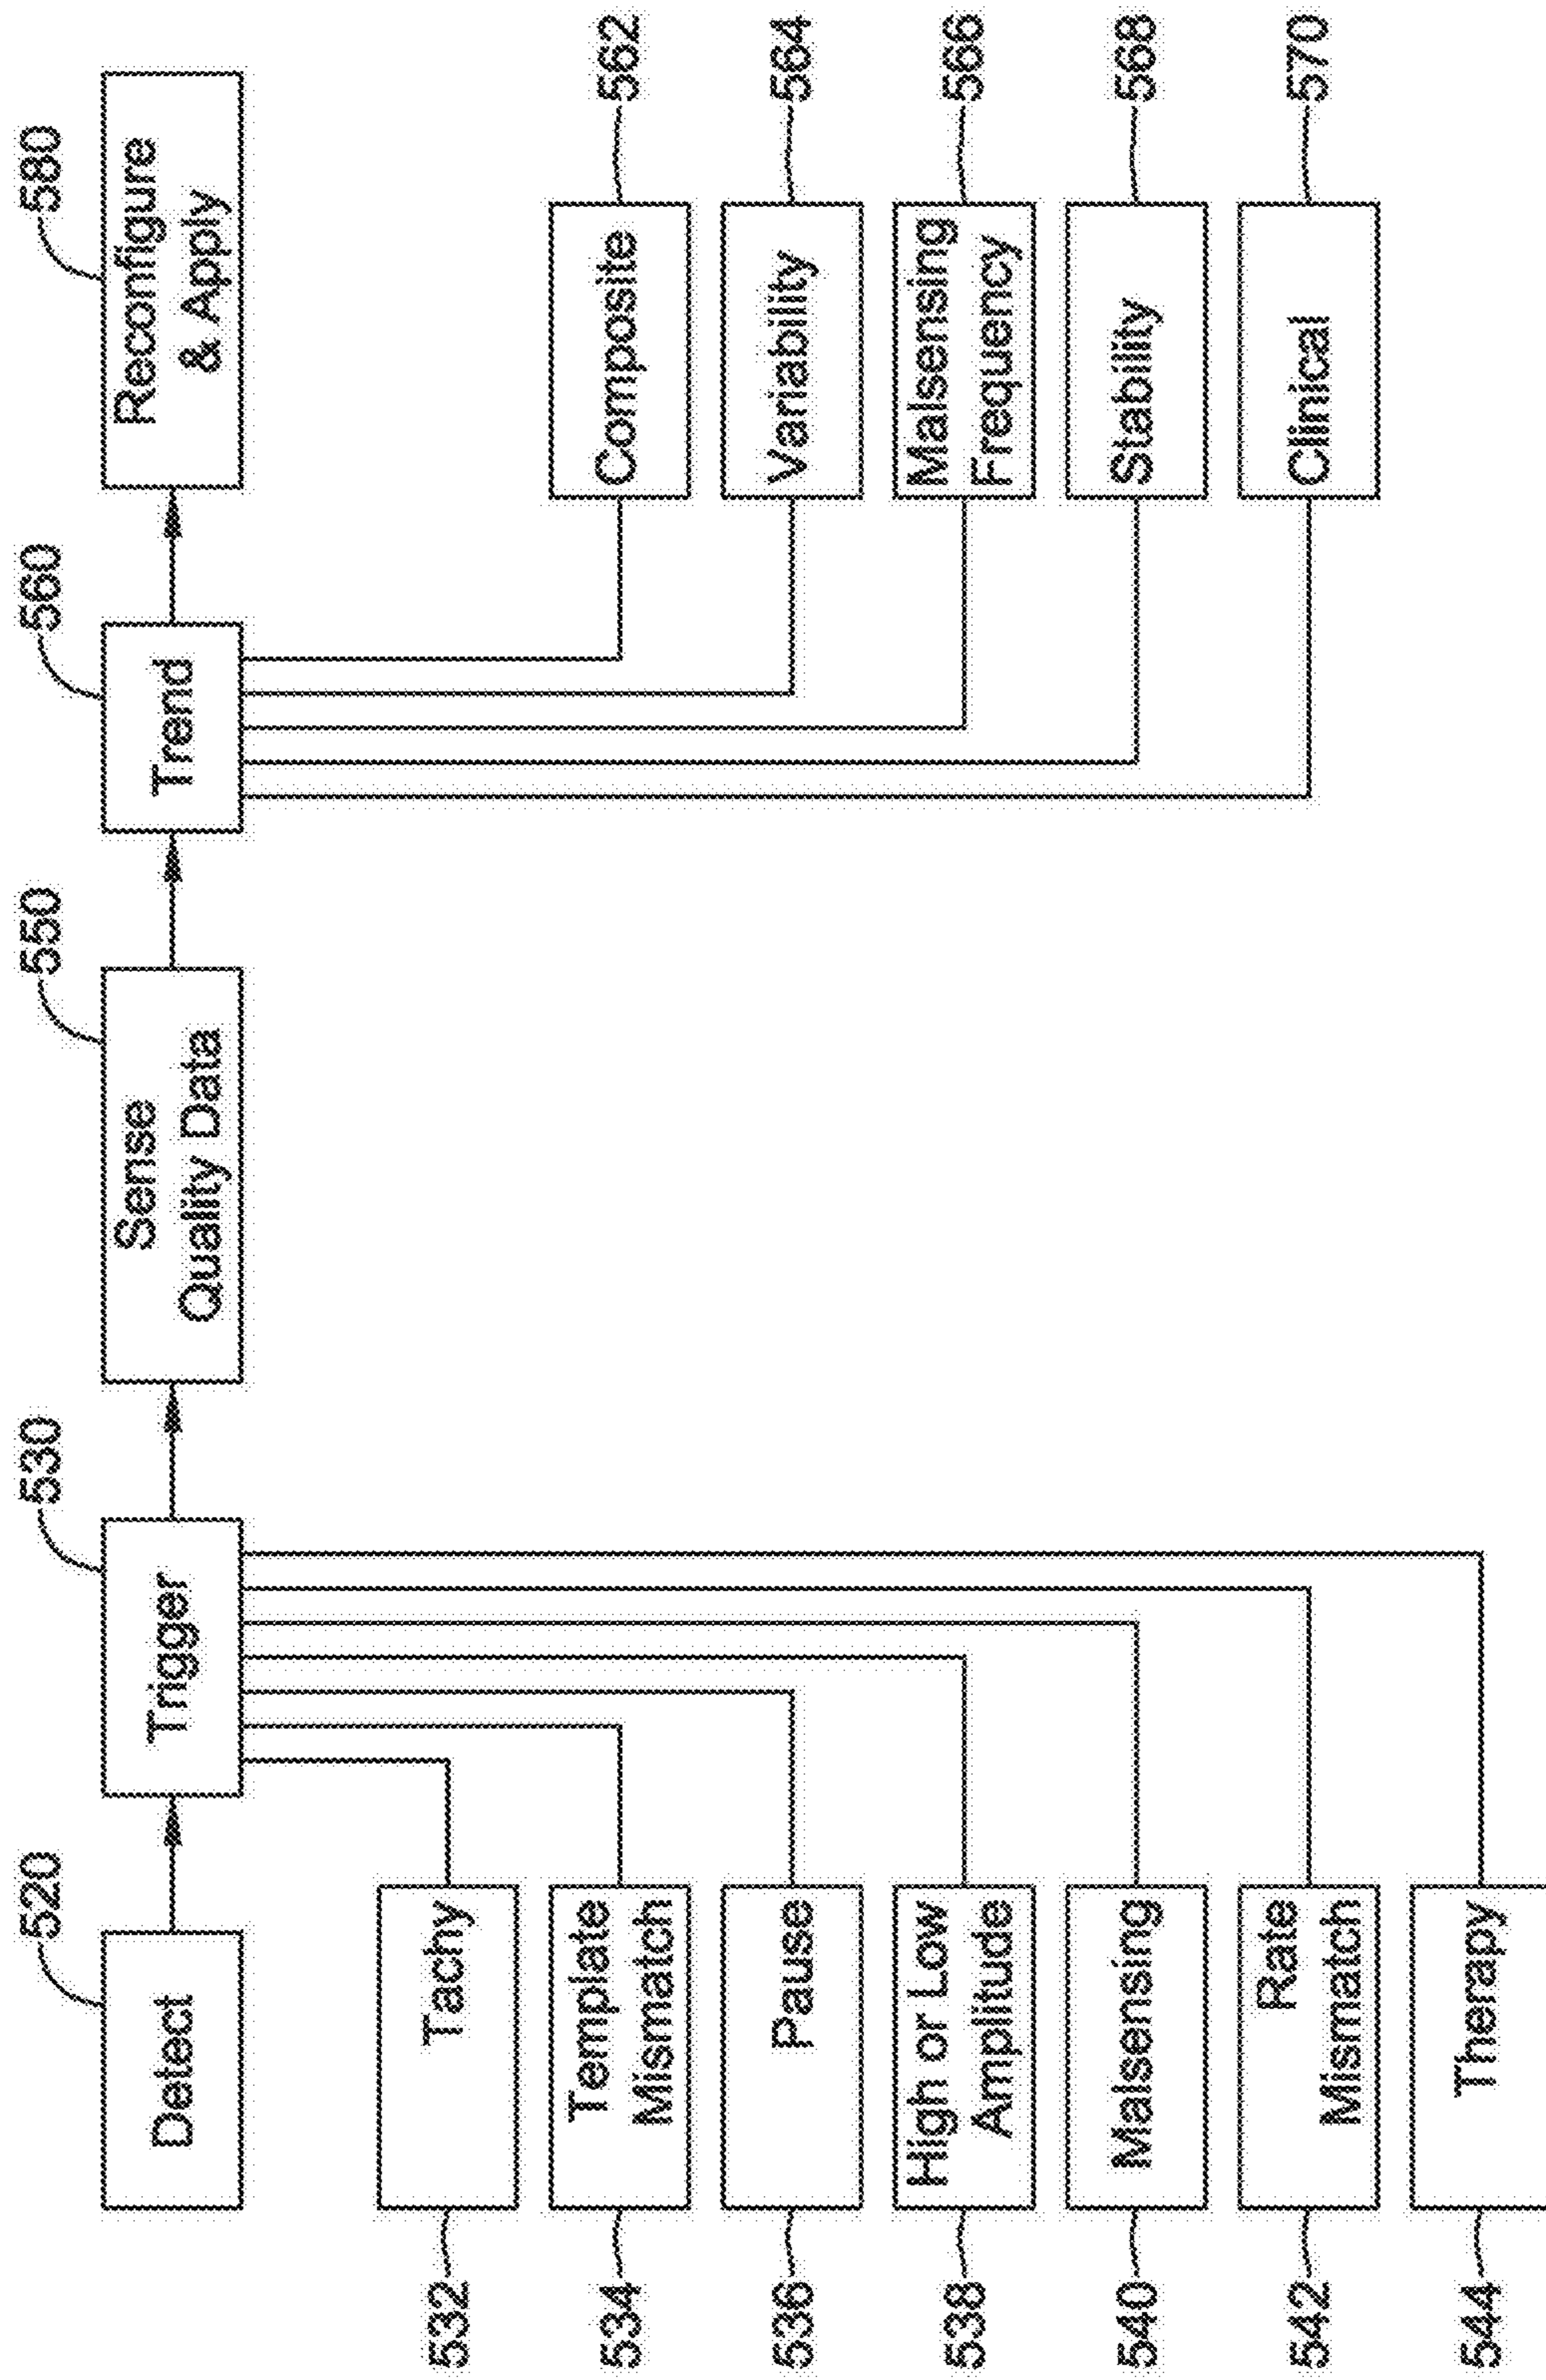 520
530
550
560
580
Detect
Trigger
Sense
Quality Data
Trend
Reconfigure
& Apply
532
Tachy
534
Template
Mismatch
536
Pause
538
High or Low
Amplitude
540
Malsensing
542
Rate
Mismatch
544
Therapy
Composite
562
Variability
564
Malsensing
Frequency
566
Stability
568
Clinical
570